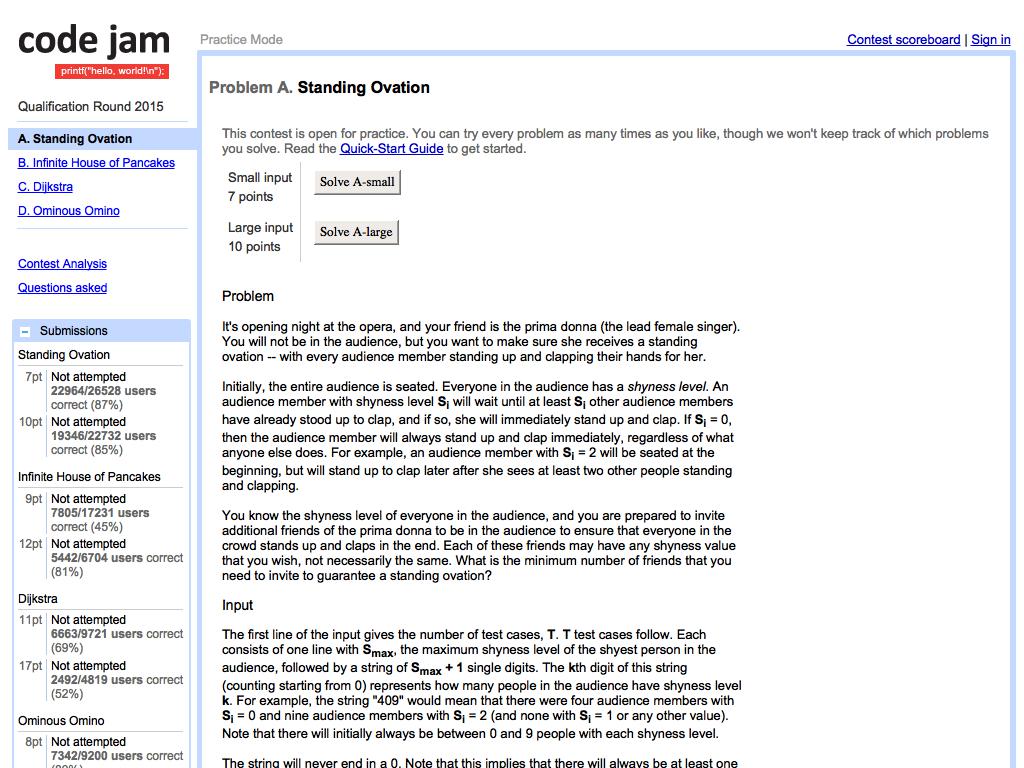 code jam
printf("hello, world!\n");
Practice Mode
Contest scoreboard | Sign in
Qualification Round 2015
A. Standing Ovation
B. Infinite House of Pancakes
C. Dijkstra
D. Ominous Omino
Contest Analysis
Questions asked
Submissions
Standing Ovation
7pt Not attempted
22964/26528 users
correct (87%)
10pt Not attempted
19346/22732 users
correct (85%)
Infinite House of Pancakes
9pt Not attempted
7805/17231 users
correct (45%)
12pt Not attempted
5442/6704 users correct
(81%)
Dijkstra
11pt Not attempted
6663/9721 users correct
(69%)
17pt Not attempted
2492/4819 users correct
(52%)
Ominous Omino
8pt Not attempted
7342/9200 users correct
Problem A. Standing Ovation
This contest is open for practice. You can try every problem as many times as you like, though we won't keep track of which problems
you solve. Read the Quick-Start Guide to get started.
Small input
7 points
Solve A-small
Large input
10 points
Solve A-large
Problem
It's opening night at the opera, and your friend is the prima donna (the lead female singer).
You will not be in the audience, but you want to make sure she receives a standing
ovation -- with every audience member standing up and clapping their hands for her.
Initially, the entire audience is seated. Everyone in the audience has a shyness level. An
audience member with shyness level Si will wait until at least Si other audience members
have already stood up to clap, and if so, she will immediately stand up and clap. If Si = 0,
then the audience member will always stand up and clap immediately, regardless of what
anyone else does. For example, an audience member with Si = 2 will be seated at the
beginning, but will stand up to clap later after she sees at least two other people standing
and clapping.
You know the shyness level of everyone in the audience, and you are prepared to invite
additional friends of the prima donna to be in the audience to ensure that everyone in the
crowd stands up and claps in the end. Each of these friends may have any shyness value
that you wish, not necessarily the same. What is the minimum number of friends that you
need to invite to guarantee a standing ovation?
Input
The first line of the input gives the number of test cases, T. T test cases follow. Each
consists of one line with Smax, the maximum shyness level of the shyest person in the
audience, followed by a string of Smax + 1 single digits. The kth digit of this string
(counting starting from 0) represents how many people in the audience have shyness level
k. For example, the string "409" would mean that there were four audience members with
Si = 0 and nine audience members with Si = 2 (and none with Si = 1 or any other value).
Note that there will initially always be between 0 and 9 people with each shyness level.
The string will never end in a 0. Note that this implies that there will always be at least one